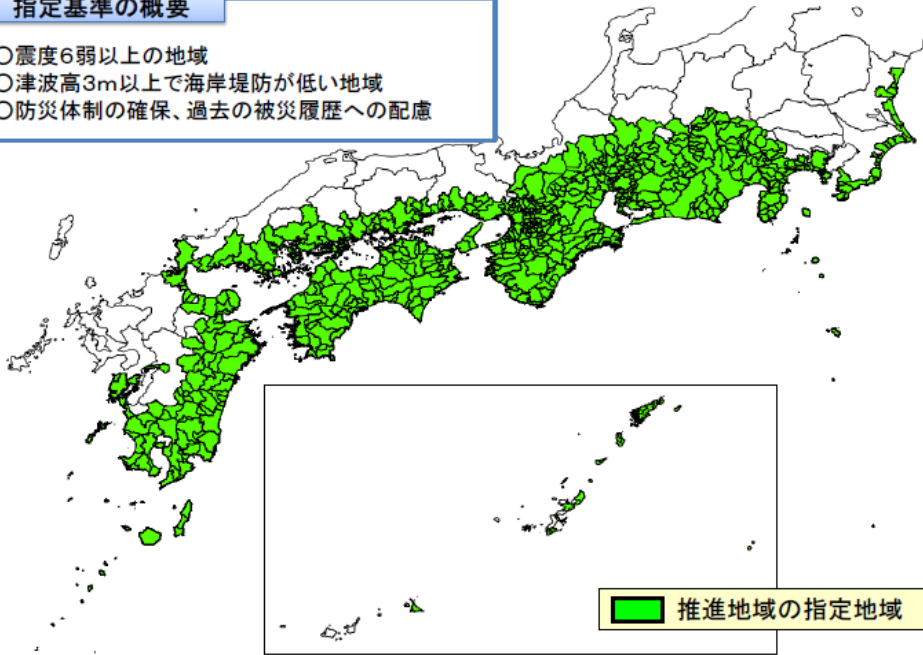 指定基準の概要
○震度6弱以上の地域
○津波高3m以上で海岸堤防が低い地域
○防災体制の確保、過去の被災履歴への配慮
推進地域の指定地域